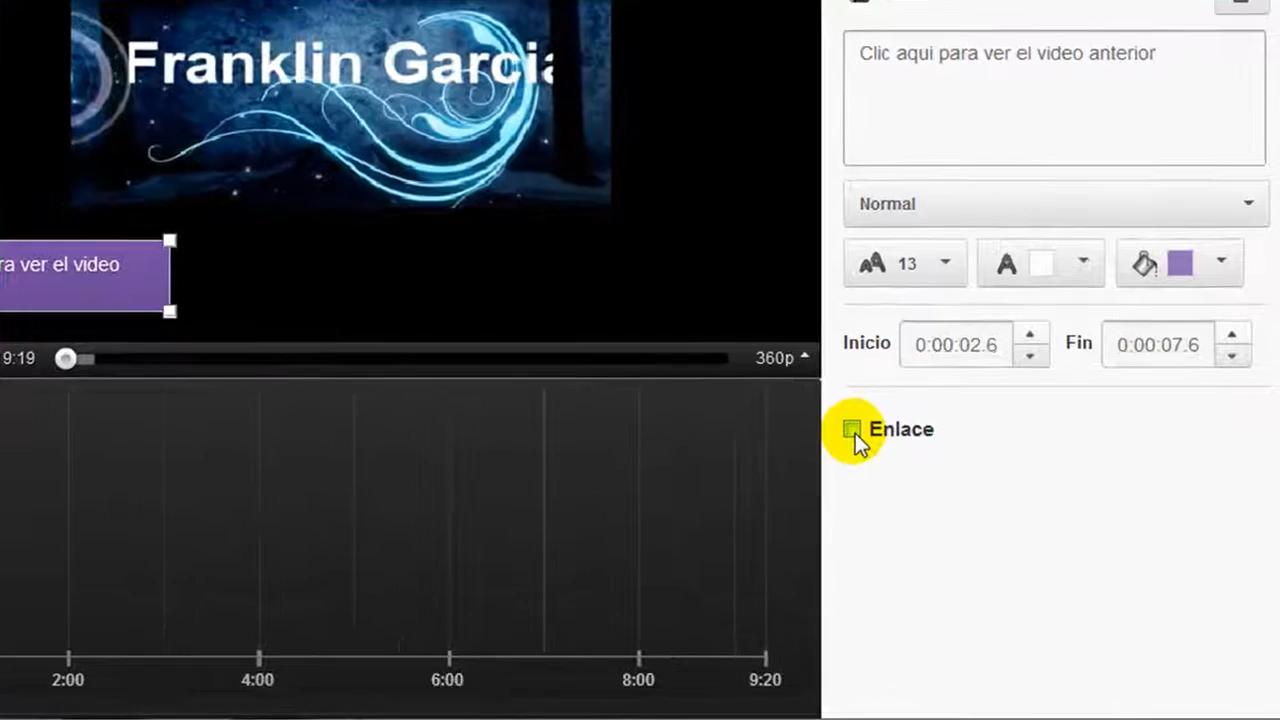 Franklin Garcia
Clic aqui para ver el video anterior
Normal
13
ra ver el video
Inicio 0:00:02.6 Fin 0:00:07.6
9:19
360p
Enlace
2:00 4:00 6:00 8:00 9:20